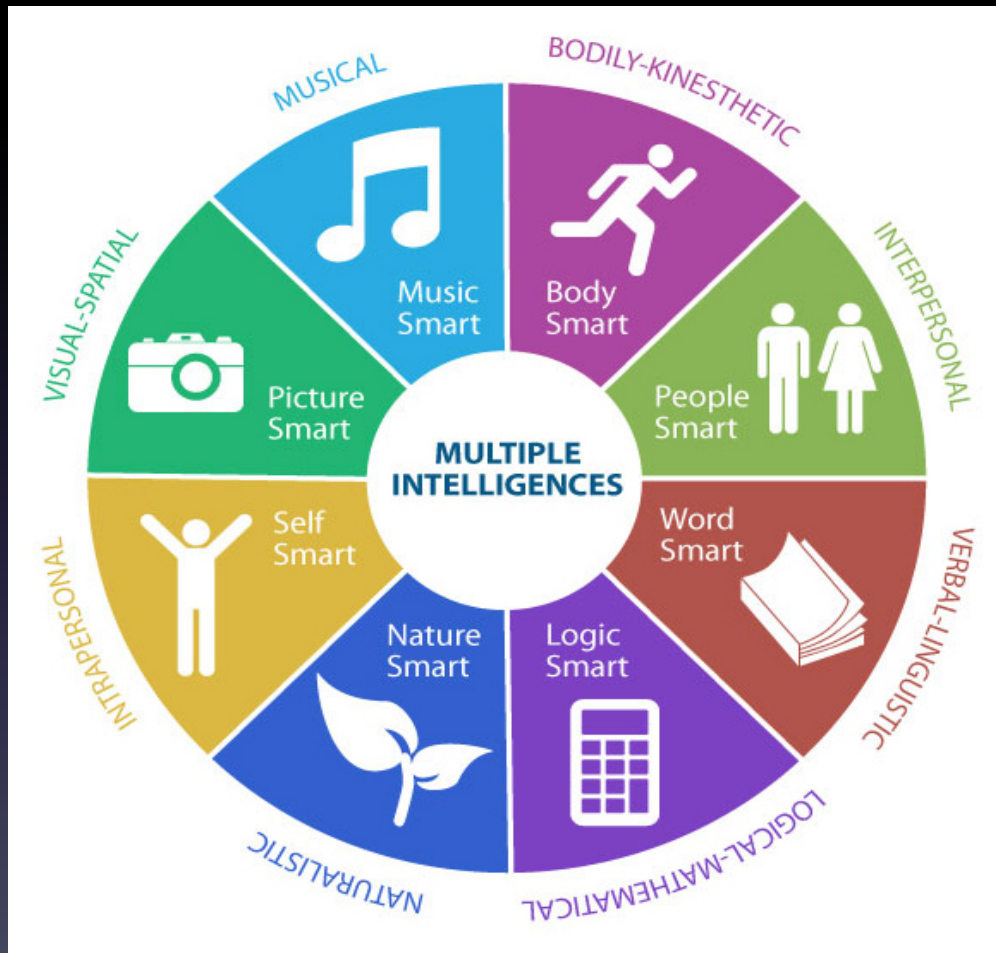 MUSICAL
BODILY-KINESTHETIC
INTERPERSONAL
VERBAL-LINGUISTIC
LOGICAL-MATHEMATICAL
NATURALISTIC
INTRAPERSONAL
VISUAL-SPATIAL
Music
Smart
Body
Smart
People
Smart
Word
Smart
Logic
Smart
Nature
Smart
Self
Smart
Picture
Smart
MULTIPLE
INTELLIGENCES